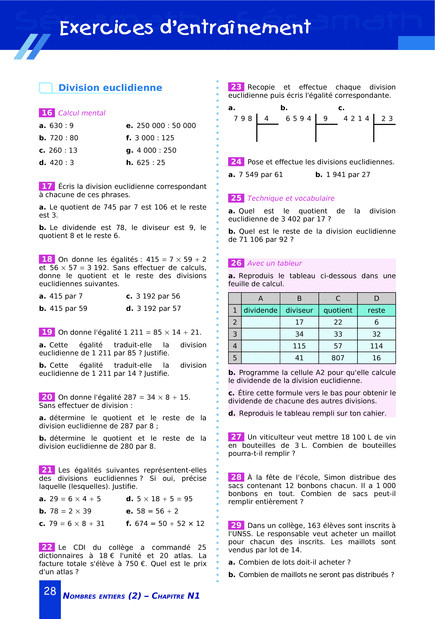 Exercices d'entraînement
Division euclidienne
16 Calcul mental
a. 630 : 9
e. 250 000 : 50 000
b. 720 : 80
f. 3 000 : 125
c. 260 : 13
g. 4 000 : 250
d. 420 : 3
h. 625 : 25
17 Écris la division euclidienne correspondant
à chacune de ces phrases.
a. Le quotient de 745 par 7 est 106 et le reste
est 3.
b. Le dividende est 78, le diviseur est 9, le
quotient 8 et le reste 6.
18 On donne les égalités : 415 = 7 × 59 + 2
et 56 × 57 = 3 192. Sans effectuer de calculs,
donne le quotient et le reste des divisions
euclidiennes suivantes.
a. 415 par 7
c. 3 192 par 56
b. 415 par 59
d. 3 192 par 57
19 On donne l'égalité 1 211 = 85 × 14 + 21.
a. Cette égalité traduit-elle la division
euclidienne de 1 211 par 85 ? Justifie.
b. Cette égalité traduit-elle la division
euclidienne de 1 211 par 14 ? Justifie.
20 On donne l'égalité 287 = 34 × 8 + 15.
Sans effectuer de division :
a. détermine le quotient et le reste de la
division euclidienne de 287 par 8 ;
b. détermine le quotient et le reste de la
division euclidienne de 280 par 8.
21 Les égalités suivantes représentent-elles
des divisions euclidiennes ? Si oui, précise
laquelle (lesquelles). Justifie.
a. 29 = 6 × 4 + 5
d. 5 × 18 + 5 = 95
b. 78 = 2 × 39
e. 58 = 56 + 2
c. 79 = 6 × 8 + 31
f. 674 = 50 + 52 × 12
22 Le CDI du collège a commandé 25
dictionnaires à 18 € l'unité et 20 atlas. La
facture totale s'élève à 750 €. Quel est le prix
d'un atlas ?
23 Recopie et effectue chaque division
euclidienne puis écris l'égalité correspondante.
a. b. c.
7 9 8 4 6 5 9 4 9 4 2 1 4 2 3
24 Pose et effectue les divisions euclidiennes.
a. 7 549 par 61 b. 1 941 par 27
25 Technique et vocabulaire
a. Quel est le quotient de la division
euclidienne de 3 402 par 17 ?
b. Quel est le reste de la division euclidienne
de 71 106 par 92 ?
26 Avec un tableur
a. Reproduis le tableau ci-dessous dans une
feuille de calcul.
A B C D
1 dividende diviseur quotient reste
2 17 22 6
3 34 33 32
4 115 57 114
5 41 807 16
b. Programme la cellule A2 pour qu'elle calcule
le dividende de la division euclidienne.
c. Étire cette formule vers le bas pour obtenir le
dividende de chacune des autres divisions.
d. Reproduis le tableau rempli sur ton cahier.
27 Un viticulteur veut mettre 18 100 L de vin
en bouteilles de 3 L. Combien de bouteilles
pourra-t-il remplir ?
28 À la fête de l'école, Simon distribue des
sacs contenant 12 bonbons chacun. Il a 1 000
bonbons en tout. Combien de sacs peut-il
remplir entièrement ?
29 Dans un collège, 163 élèves sont inscrits à
l'UNSS. Le responsable veut acheter un maillot
pour chacun des inscrits. Les maillots sont
vendus par lot de 14.
a. Combien de lots doit-il acheter ?
b. Combien de maillots ne seront pas distribués ?
28 NOMBRES ENTIERS (2) – CHAPITRE N1